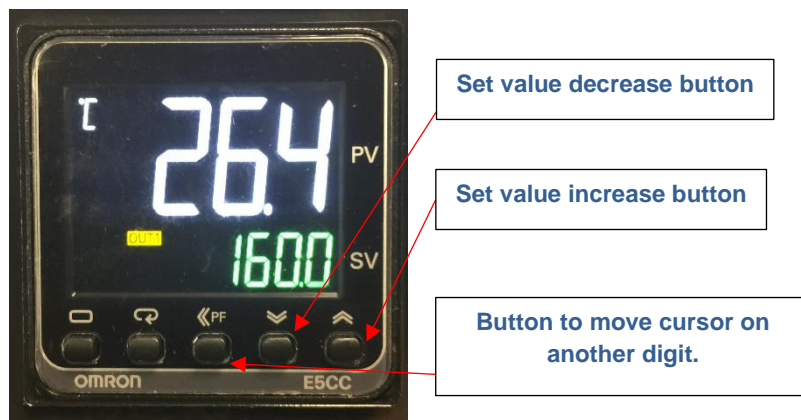 Set value decrease button
℃
26.4
PV
Set value increase button
OUT1
160.0
SV
PF
Button to move cursor on
another digit.
OMRON
E5CC